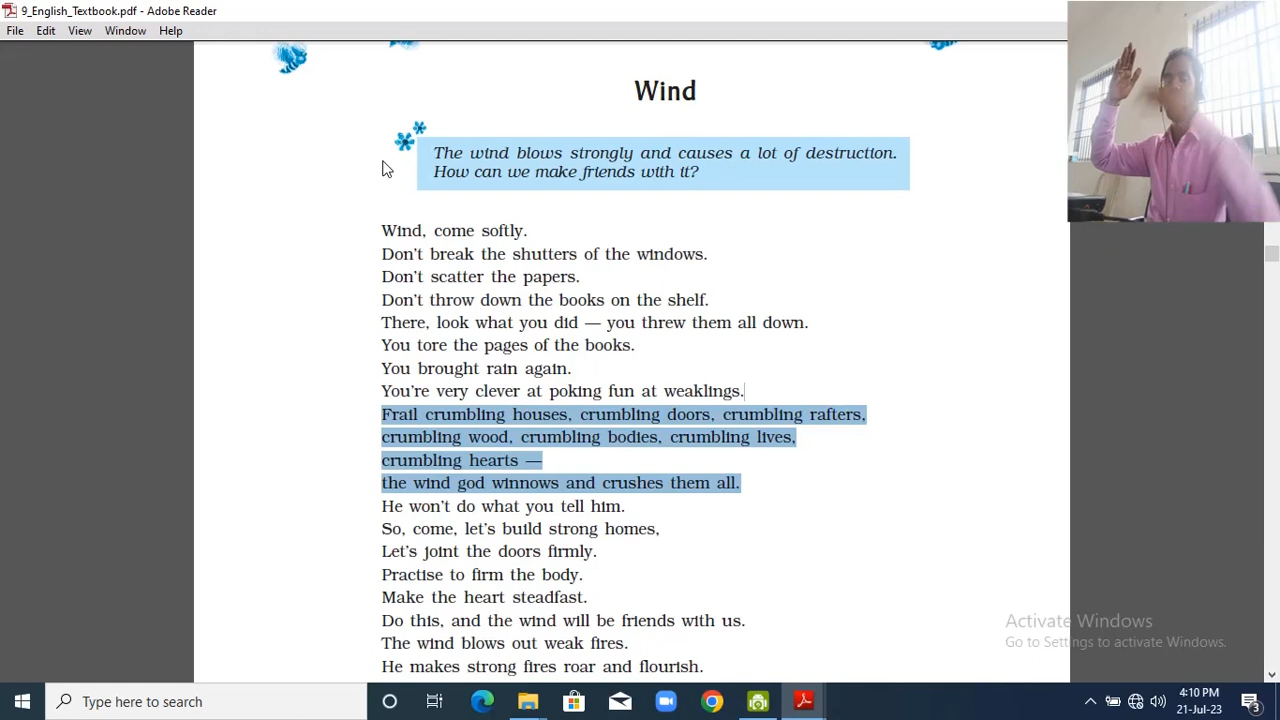 9_English_Textbook.pdf - Adobe Reader
File Edit View Window Help
Wind
The wind blows strongly and causes a lot of destruction.
How can we make friends with it?
Wind, come softly.
Don't break the shutters of the windows.
Don't scatter the papers.
Don't throw down the books on the shelf.
There, look what you did — you threw them all down.
You tore the pages of the books.
You brought rain again.
You're very clever at poking fun at weaklings.
Frail crumbling houses, crumbling doors, crumbling rafters,
crumbling wood, crumbling bodies, crumbling lives,
crumbling hearts —
the wind god winnows and crushes them all.
He won't do what you tell him.
So, come, let's build strong homes,
Let's joint the doors firmly.
Practise to firm the body.
Make the heart steadfast.
Do this, and the wind will be friends with us.
The wind blows out weak fires.
He makes strong fires roar and flourish.
Activate Windows
Go to Settings to activate Windows.
Type here to search
4:10 PM
21-Jul-23
3